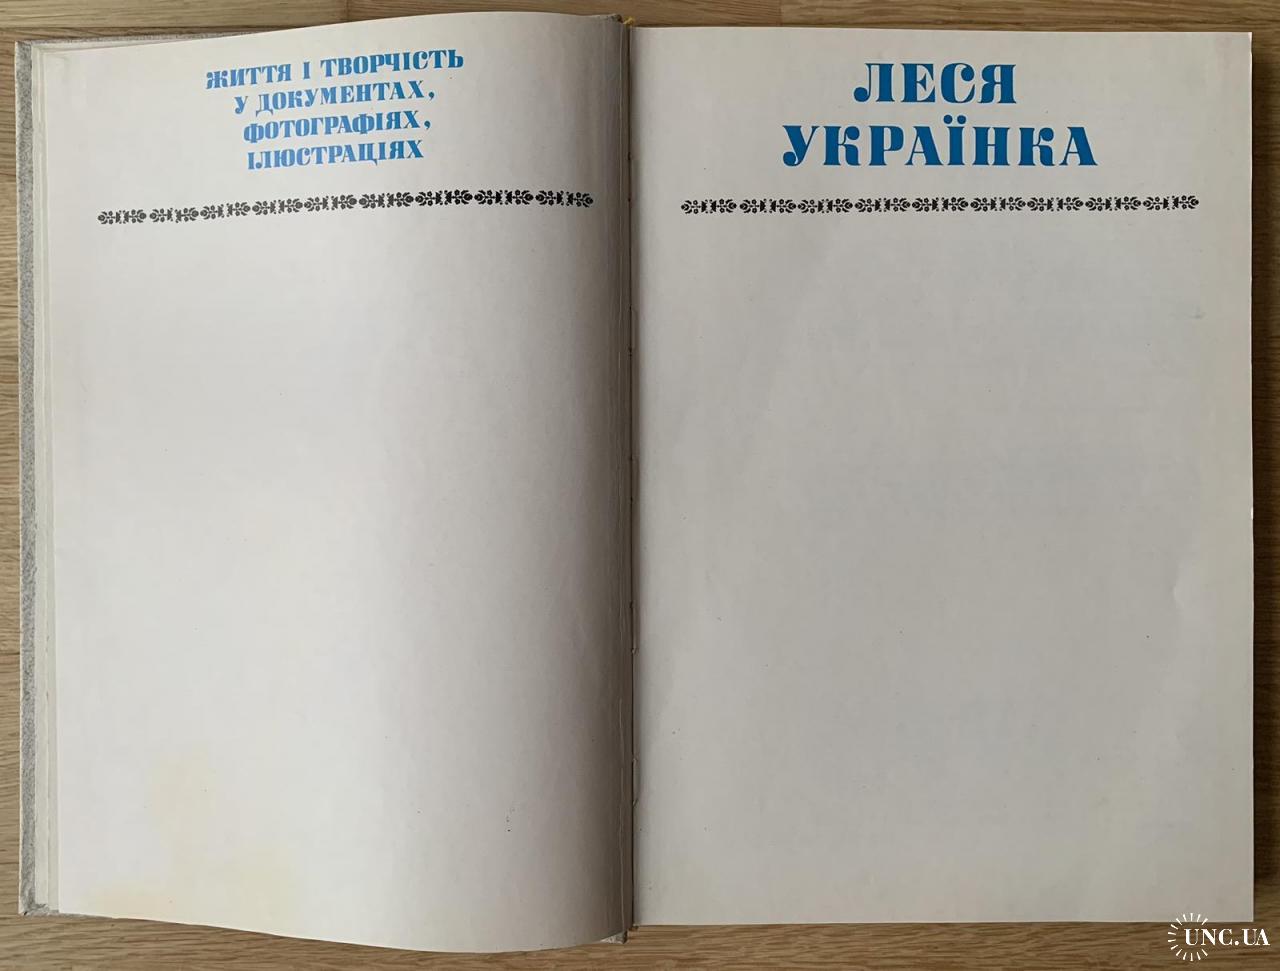 ЖИТТЯ І ТВОРЧІСТЬ
У ДОКУМЕНТАХ,
ФОТОГРАФІЯХ,
ІЛЮСТРАЦІЯХ
ЛЕСЯ
УКРАЇНКА
UNC.UA